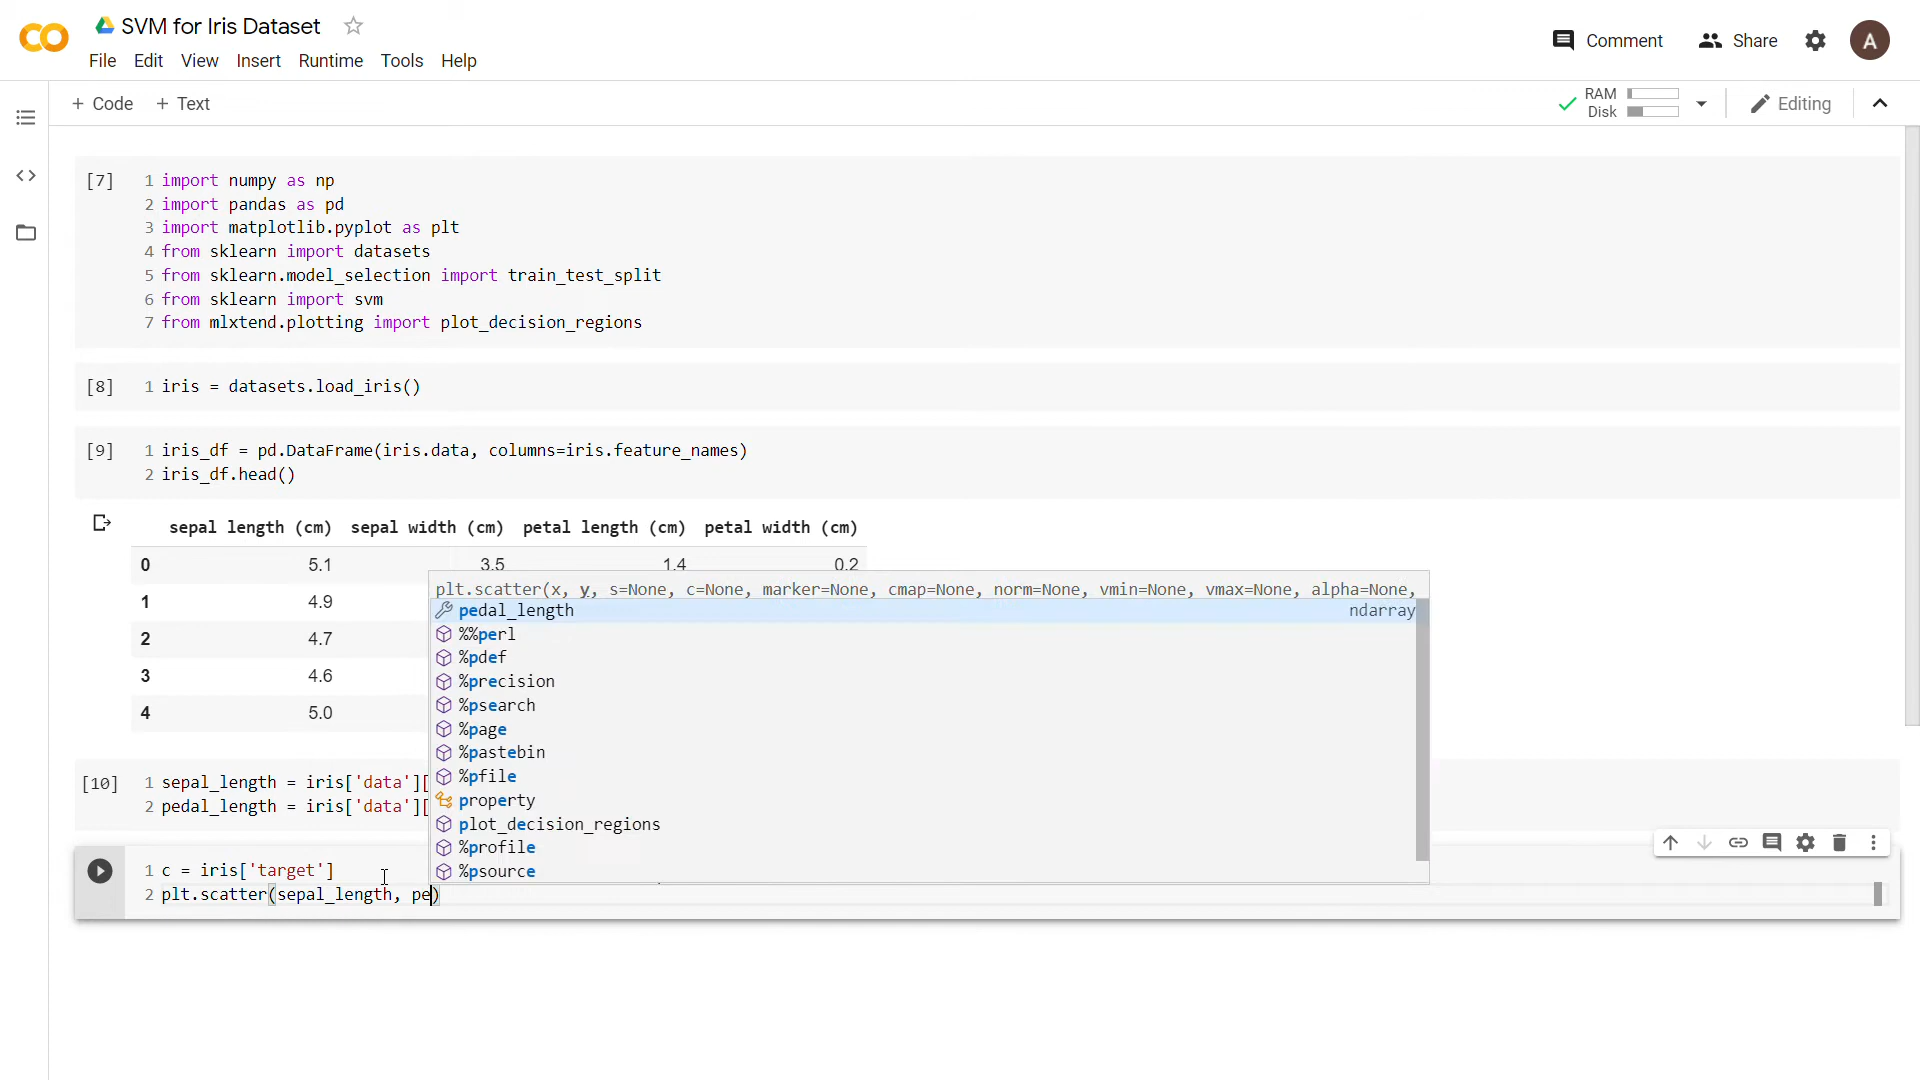 SVM for Iris Dataset
File Edit View Insert Runtime Tools Help
Comment
Share
A
+ Code + Text
RAM
Disk
Editing
[7]
1 import numpy as np
2 import pandas as pd
3 import matplotlib.pyplot as plt
4 from sklearn import datasets
5 from sklearn.model_selection import train_test_split
6 from sklearn import svm
7 from mlxtend.plotting import plot_decision_regions
[8] 1 iris = datasets.load_iris()
[9] 1 iris_df = pd.DataFrame(iris.data, columns=iris.feature_names)
2 iris_df.head()
sepal length (cm) sepal width (cm) petal length (cm) petal width (cm)
0 5.1 3.5 1.4 0.2
1 4.9
2 4.7
3 4.6
4 5.0
plt.scatter(x, y, s=None, c=None, marker=None, cmap=None, norm=None, vmin=None, vmax=None, alpha=None,
pedal_length ndarray
%%perl
%pdef
%precision
%psearch
%page
%pastebin
%pfile
property
plot_decision_regions
%profile
%psource
[10] 1 sepal_length = iris['data'][
2 pedal_length = iris['data'][
1 c = iris['target']
2 plt.scatter(sepal_length, pe)